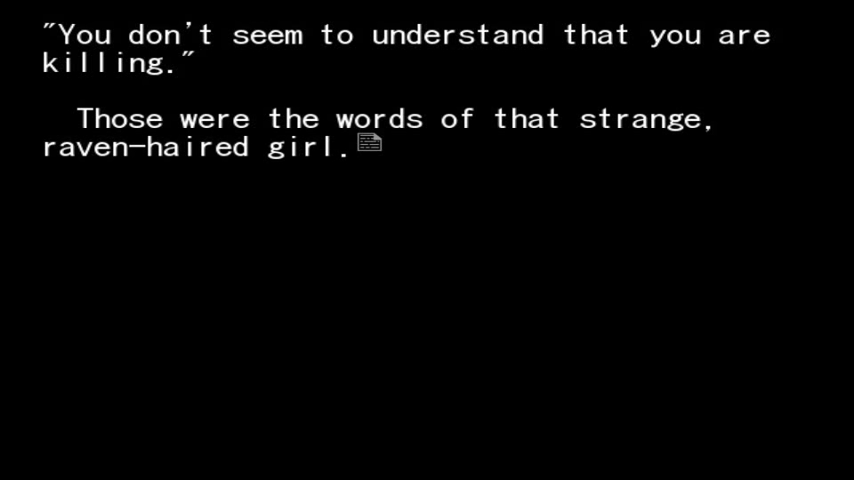 "You don't seem to understand that you are
killing."
Those were the words of that strange,
raven-haired girl.